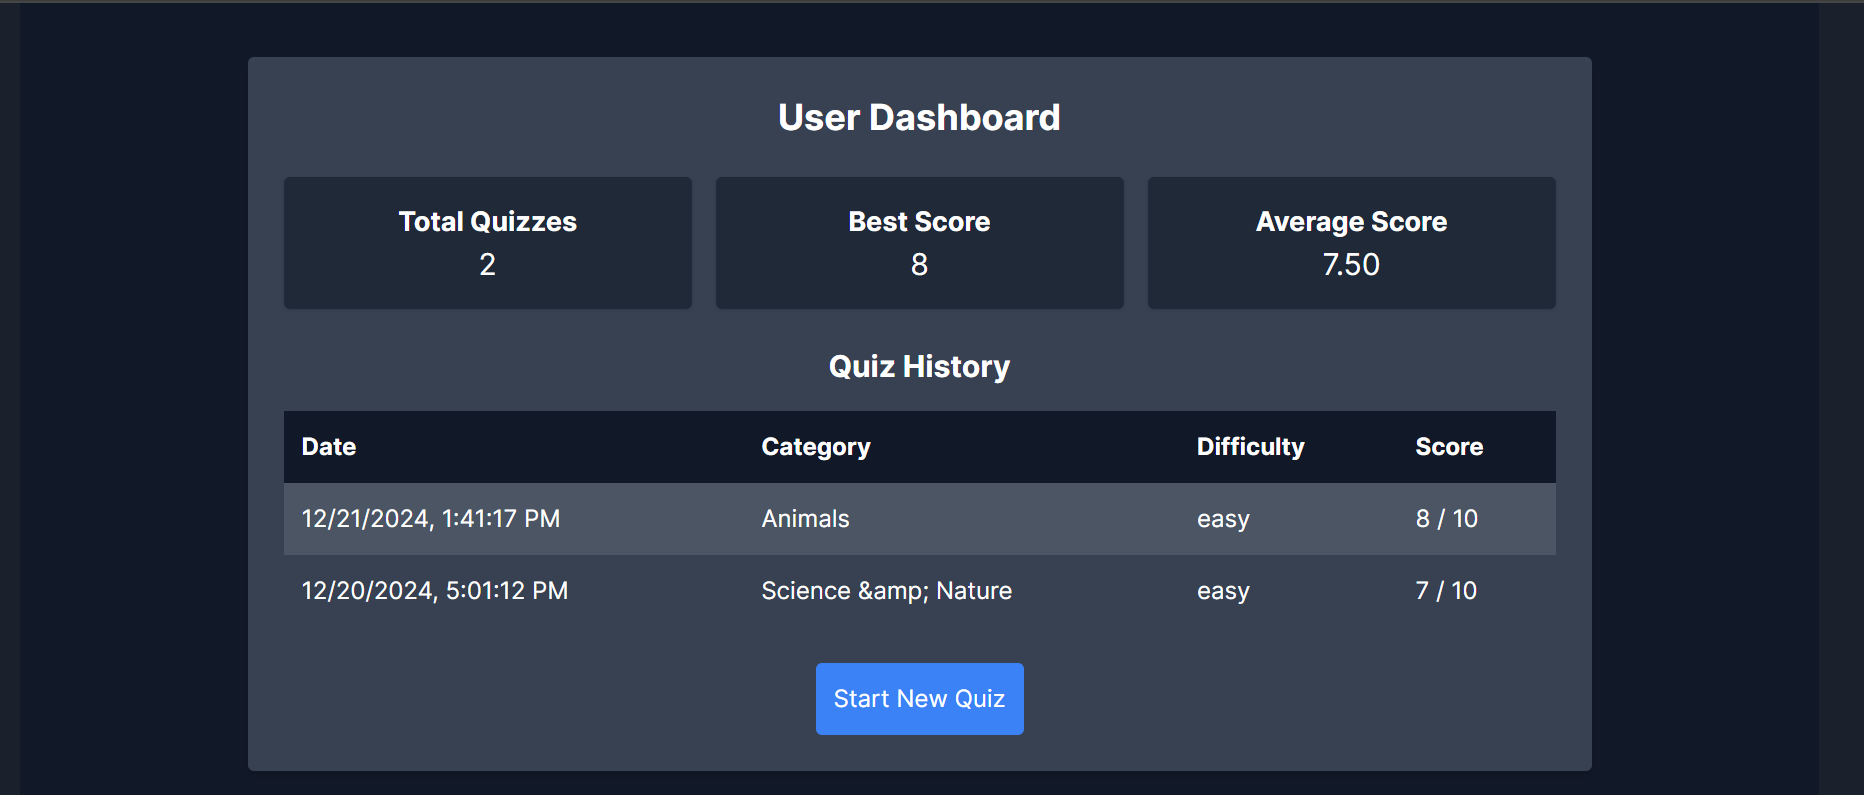 User Dashboard
Total Quizzes
2
Best Score
8
Average Score
7.50
Quiz History
Date Category Difficulty Score
12/21/2024, 1:41:17 PM Animals easy 8 / 10
12/20/2024, 5:01:12 PM Science &amp; Nature easy 7 / 10
Start New Quiz